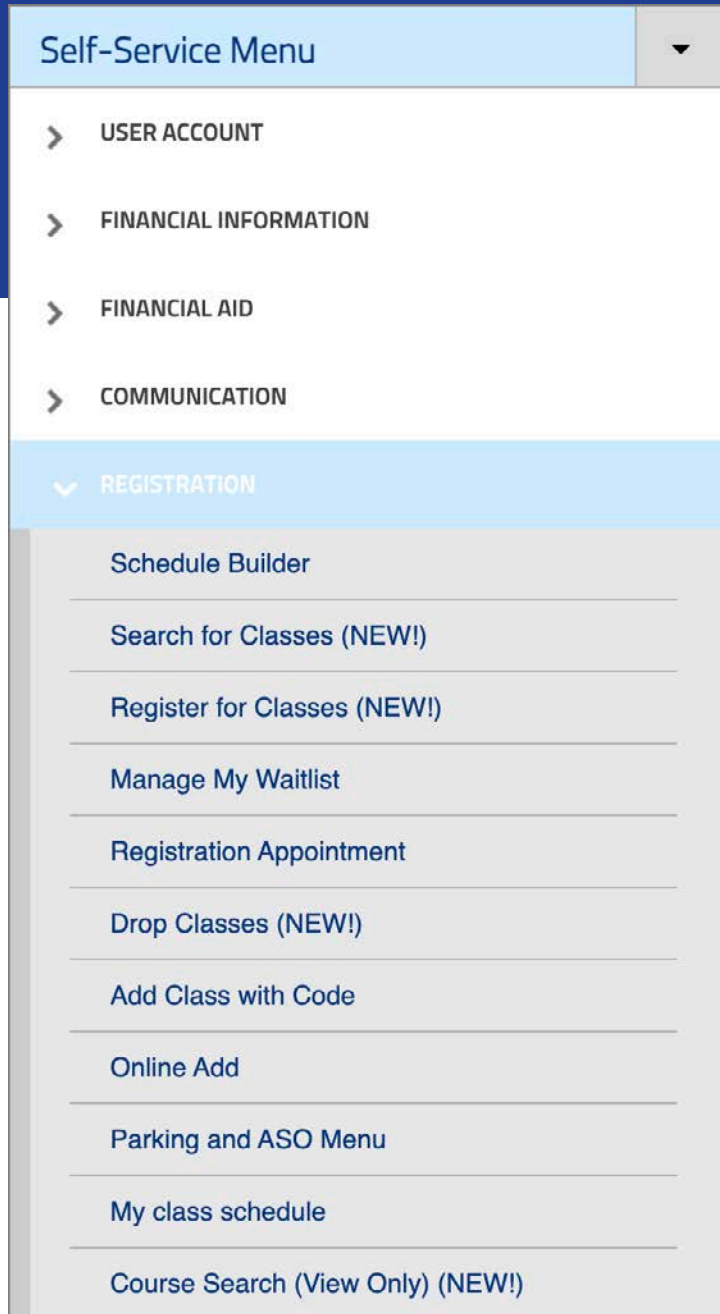 Self-Service Menu
USER ACCOUNT
FINANCIAL INFORMATION
FINANCIAL AID
COMMUNICATION
REGISTRATION
Schedule Builder
Search for Classes (NEW!)
Register for Classes (NEW!)
Manage My Waitlist
Registration Appointment
Drop Classes (NEW!)
Add Class with Code
Online Add
Parking and ASO Menu
My class schedule
Course Search (View Only) (NEW!)